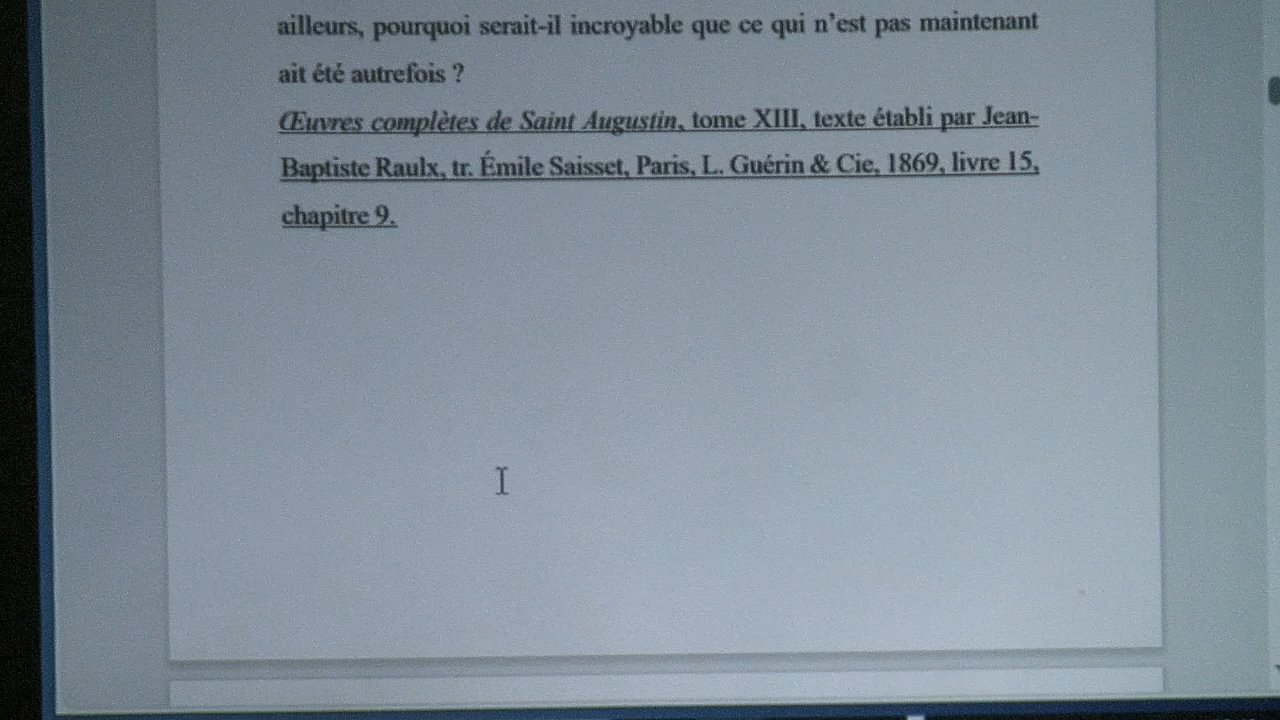 ailleurs, pourquoi serait-il incroyable que ce qui n'est pas maintenant
ait été autrefois ?
Œuvres complètes de Saint Augustin, tome XIII, texte établi par Jean-
Baptiste Raulx, tr. Émile Saisset, Paris, L. Guérin & Cie, 1869, livre 15,
chapitre 9.